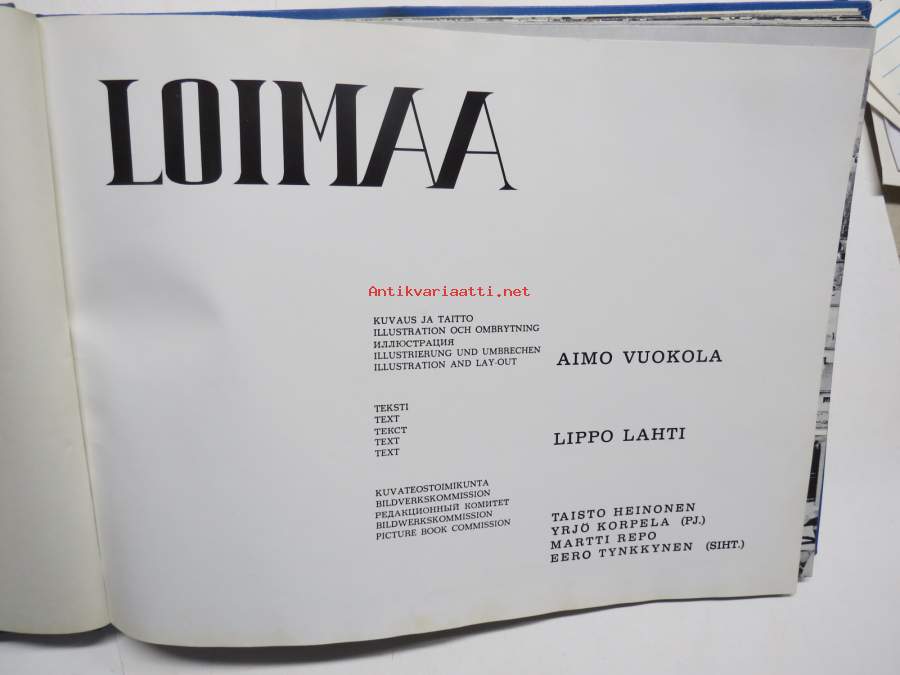 LOIMAA
Antikvariaatti.net
KUVAUS JA TAITTO
ILLUSTRATION OCH OMBRYTNING
ИЛЛЮСТРАЦИЯ
ILLUSTRIERUNG UND UMBRECHEN
ILLUSTRATION AND LAY-OUT
AIMO VUOKOLA
TEKSTI
TEXT
ТЕКСТ
TEXT
TEXT
LIPPO LAHTI
KUVATEOSTOIMIKUNTA
BILDVERKSKOMMISSION
РЕДАКЦИОННЫЙ КОМИТЕТ
BILDWERKSKOMMISSION
PICTURE BOOK COMMISSION
TAISTO HEINONEN
YRJÖ KORPELA (PJ.)
MARTTI REPO
EERO TYNKKYNEN (SIHT.)